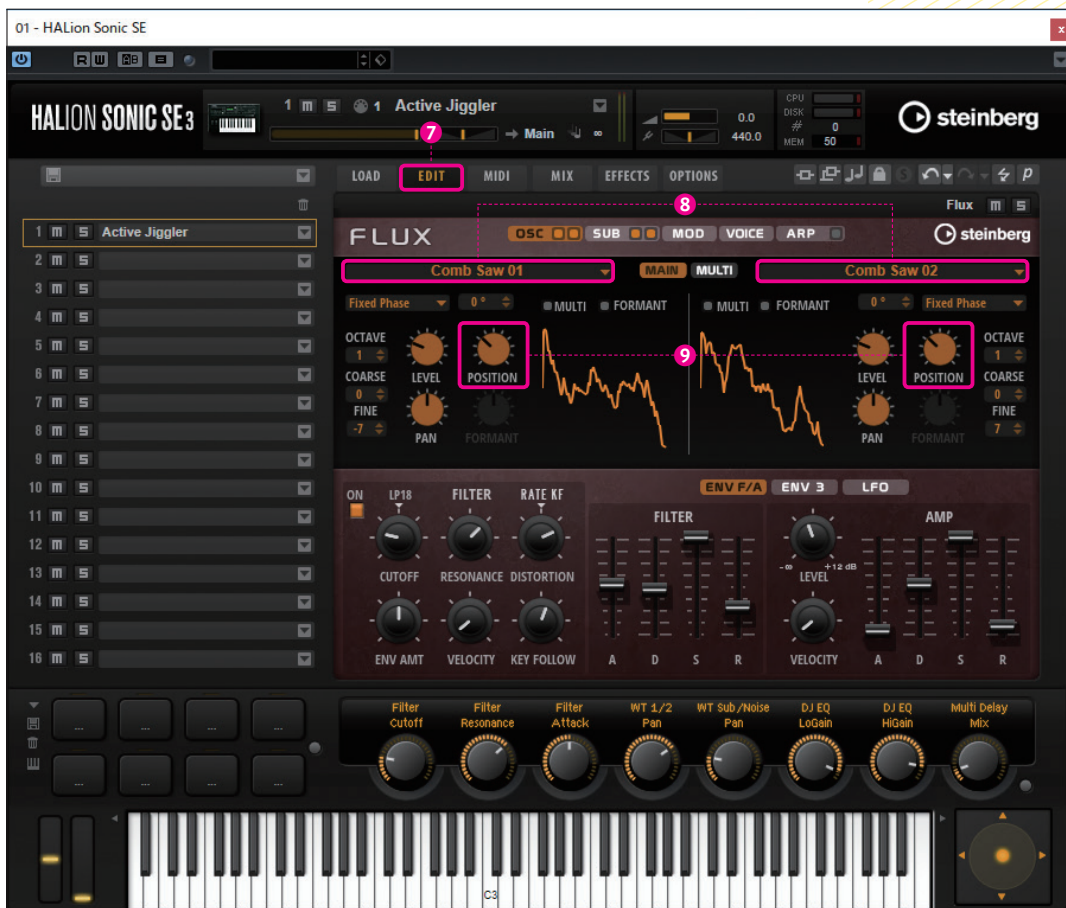 01 - HALion Sonic SE
x
R W AB
HALION SONIC SE 3
1 m S 1 Active Jiggler
Main ∞
0.0
440.0
CPU
DISK
# 0
MEM 50
steinberg
LOAD EDIT MIDI MIX EFFECTS OPTIONS
S p
7
8
9
Flux m S
1 m S Active Jiggler
2 m S
3 m S
4 m S
5 m S
6 m S
7 m S
8 m S
9 m S
10 m S
11 m S
12 m S
13 m S
14 m S
15 m S
16 m S
FLUX OSC SUB MOD VOICE ARP steinberg
Comb Saw 01 MAIN MULTI Comb Saw 02
Fixed Phase 0° MULTI FORMANT MULTI FORMANT 0° Fixed Phase
OCTAVE
1
COARSE
0
FINE
-7
LEVEL POSITION
PAN FORMANT
LEVEL POSITION
PAN FORMANT
OCTAVE
1
COARSE
0
FINE
7
ENV F/A ENV 3 LFO
ON LP18 FILTER RATE KF
CUTOFF RESONANCE DISTORTION
ENV AMT VELOCITY KEY FOLLOW
FILTER
A D S R
-∞ +12 dB
LEVEL
VELOCITY
AMP
A D S R
... ... ... ...
... ... ... ...
Filter Filter Filter WT 1/2 WT Sub/Noise DJ EQ DJ EQ Multi Delay
Cutoff Resonance Attack Pan Pan LoGain HiGain Mix
C3